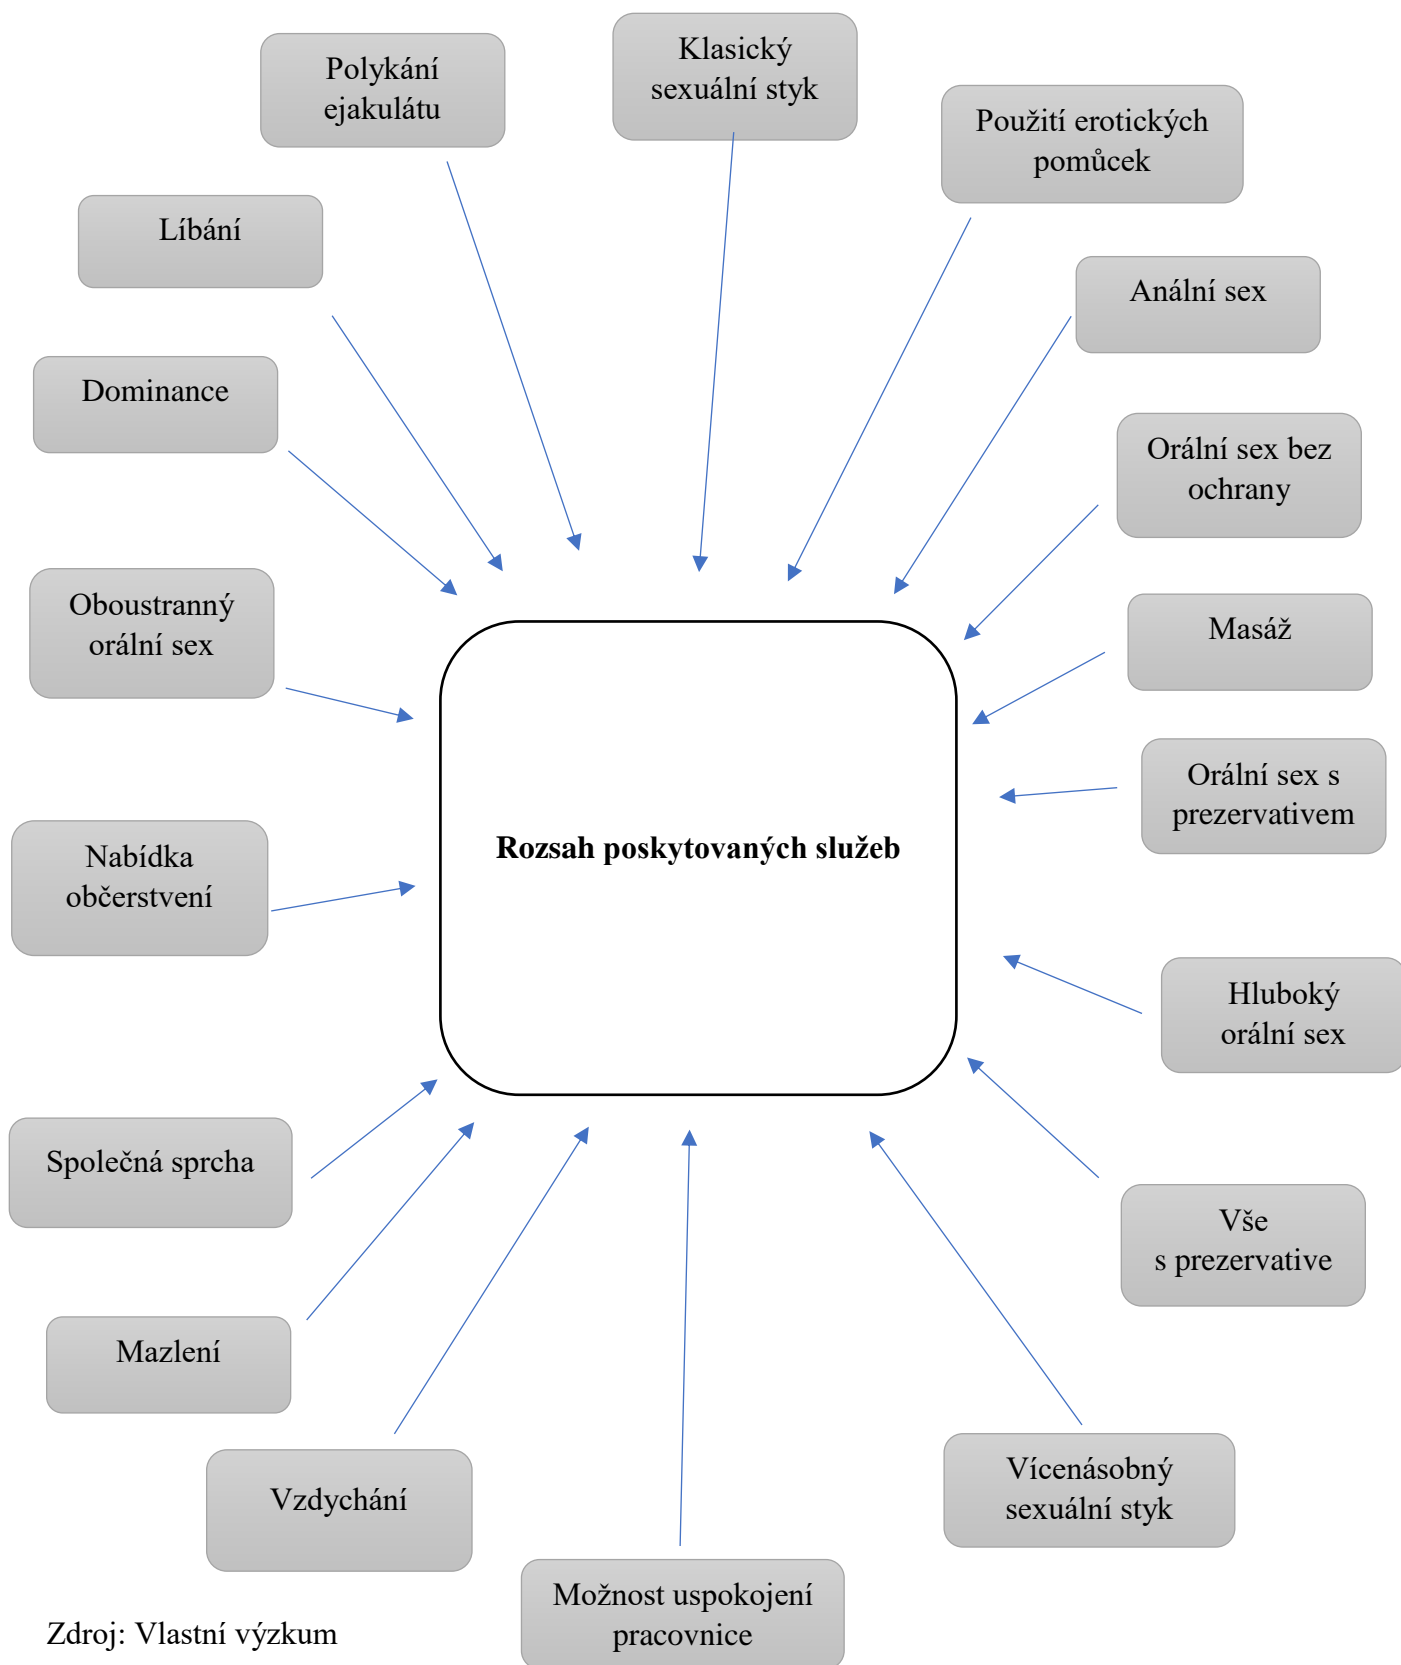 Klasický
sexuální styk
Polykání
ejakulátu
Použití erotických
pomůcek
Líbání
Anální sex
Dominance
Orální sex bez
ochrany
Oboustranný
orální sex
Masáž
Orální sex s
prezervativem
Rozsah poskytovaných služeb
Nabídka
občerstvení
Hluboký
orální sex
Společná sprcha
Vše
s prezervative
Mazlení
Vzdychání
Vícenásobný
sexuální styk
Možnost uspokojení
pracovnice
Zdroj: Vlastní výzkum